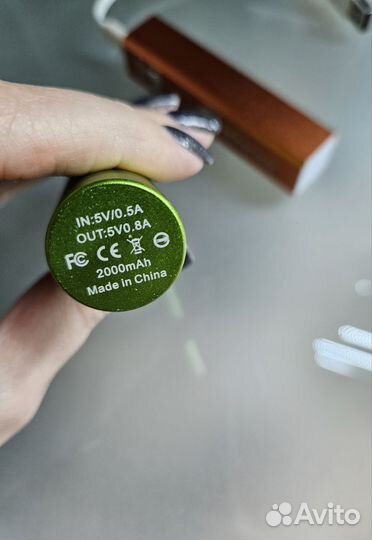 IN:5V/0.5A
OUT:5V0.8A
FC CE
2000mAh
Made in China
Avito